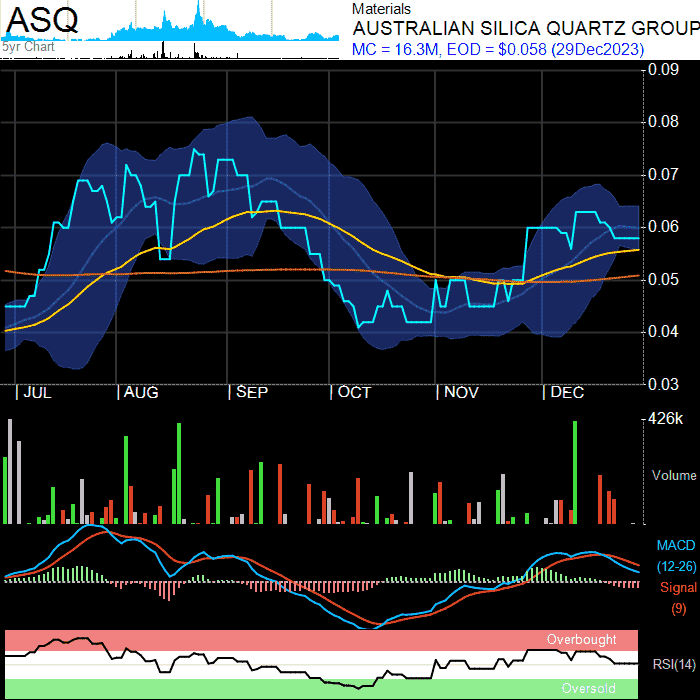 ASQ
5yr Chart
Materials
AUSTRALIAN SILICA QUARTZ GROUP
MC = 16.3M, EOD = $0.058 (29Dec2023)
0.09
0.08
0.07
0.06
0.05
0.04
0.03
JUL AUG SEP OCT NOV DEC
426k
Volume
MACD
(12-26)
Signal
(9)
Overbought
RSI(14)
Oversold